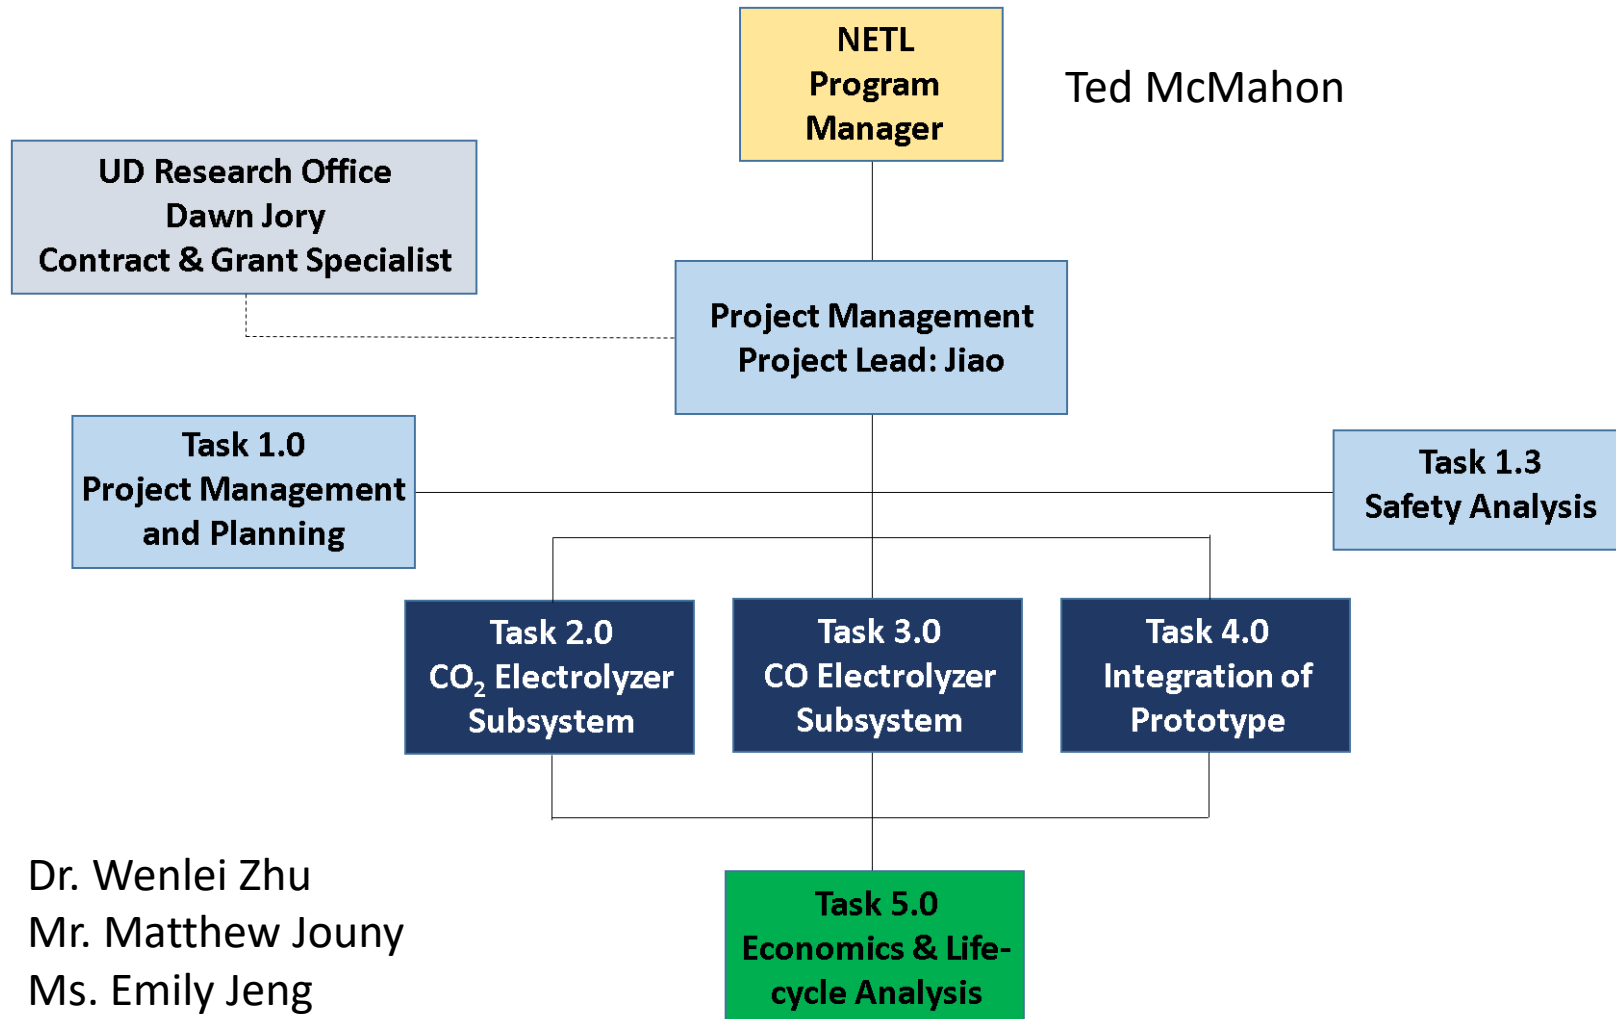 NETL
Program
Manager
Ted McMahon
UD Research Office
Dawn Jory
Contract & Grant Specialist
Project Management
Project Lead: Jiao
Task 1.0
Project Management
and Planning
Task 1.3
Safety Analysis
Task 2.0
CO₂ Electrolyzer
Subsystem
Task 3.0
CO Electrolyzer
Subsystem
Task 4.0
Integration of
Prototype
Dr. Wenlei Zhu
Mr. Matthew Jouny
Ms. Emily Jeng
Task 5.0
Economics & Life-
cycle Analysis